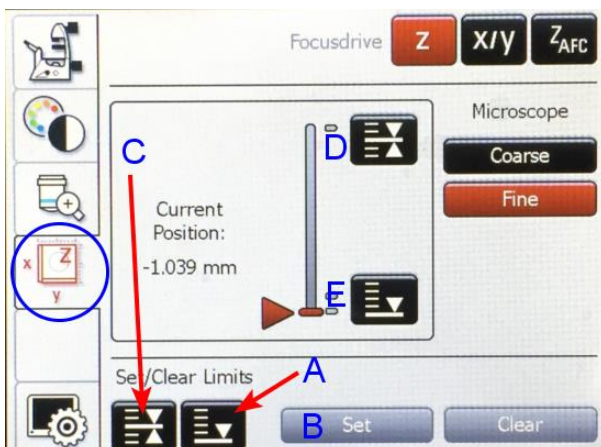 Focusdrive Z X/Y ZAFC
Microscope
Coarse
Fine
C
D
Current
Position:
-1.039 mm
E
x Z
y
Set/Clear Limits
A
B Set
Clear